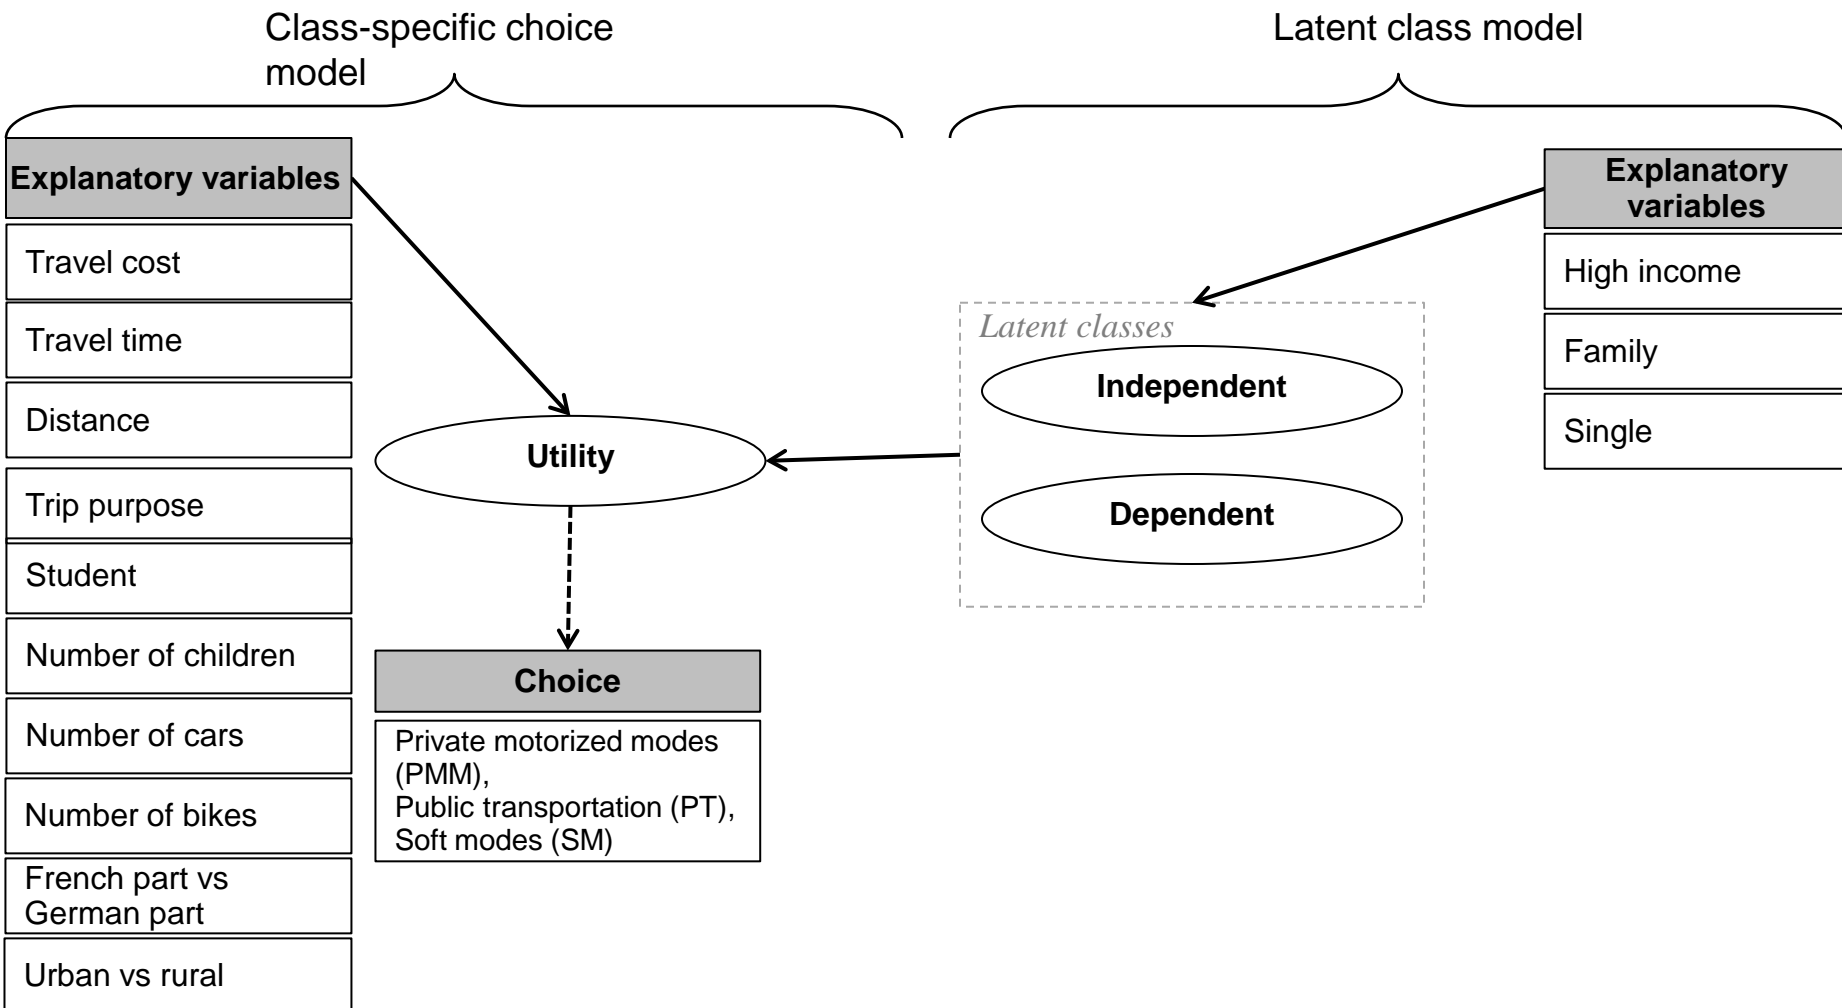 Class-specific choice
model
Latent class model
Explanatory variables
Travel cost
Travel time
Distance
Trip purpose
Student
Number of children
Number of cars
Number of bikes
French part vs
German part
Urban vs rural
Utility
Choice
Private motorized modes
(PMM),
Public transportation (PT),
Soft modes (SM)
Latent classes
Independent
Dependent
Explanatory
variables
High income
Family
Single